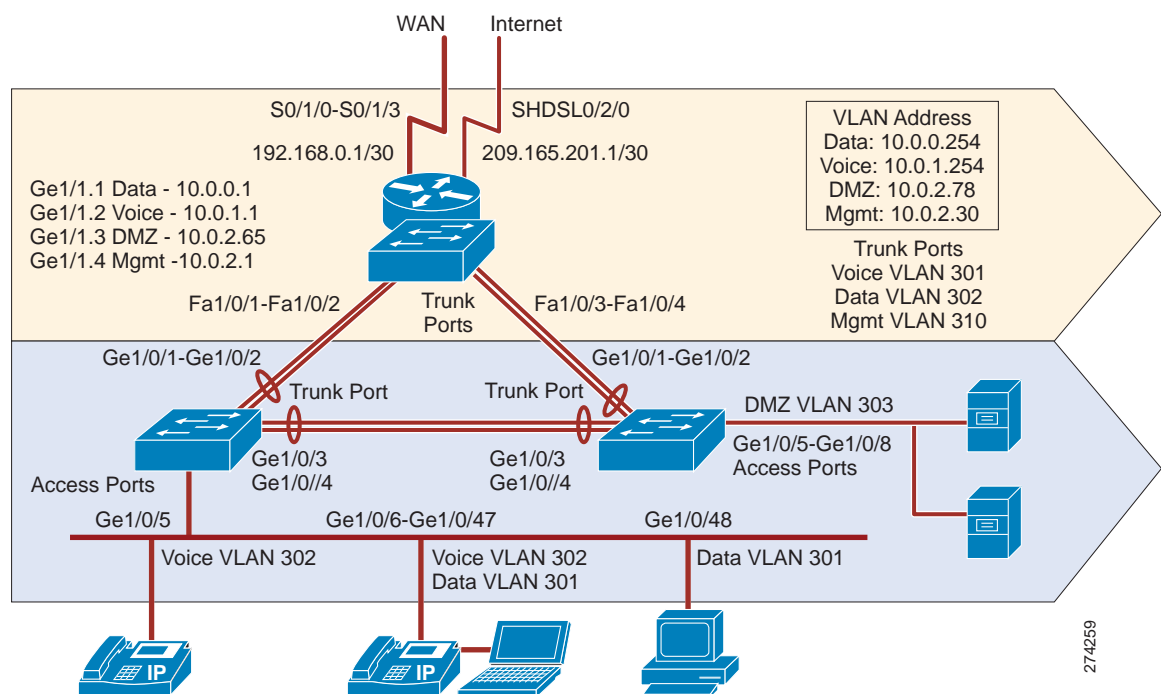 WAN
Internet
S0/1/0-S0/1/3
SHDSL0/2/0
192.168.0.1/30
209.165.201.1/30
VLAN Address
Data: 10.0.0.254
Voice: 10.0.1.254
DMZ: 10.0.2.78
Mgmt: 10.0.2.30
Ge1/1.1 Data - 10.0.0.1
Ge1/1.2 Voice - 10.0.1.1
Ge1/1.3 DMZ - 10.0.2.65
Ge1/1.4 Mgmt -10.0.2.1
Trunk Ports
Voice VLAN 301
Data VLAN 302
Mgmt VLAN 310
Fa1/0/1-Fa1/0/2
Trunk
Ports
Fa1/0/3-Fa1/0/4
Ge1/0/1-Ge1/0/2
Ge1/0/1-Ge1/0/2
Trunk Port
Trunk Port
DMZ VLAN 303
Ge1/0/5-Ge1/0/8
Access Ports
Ge1/0/3
Ge1/0//4
Ge1/0/3
Ge1/0//4
Access Ports
Ge1/0/5
Ge1/0/6-Ge1/0/47
Ge1/0/48
Voice VLAN 302
Voice VLAN 302
Data VLAN 301
Data VLAN 301
IP
IP
274259